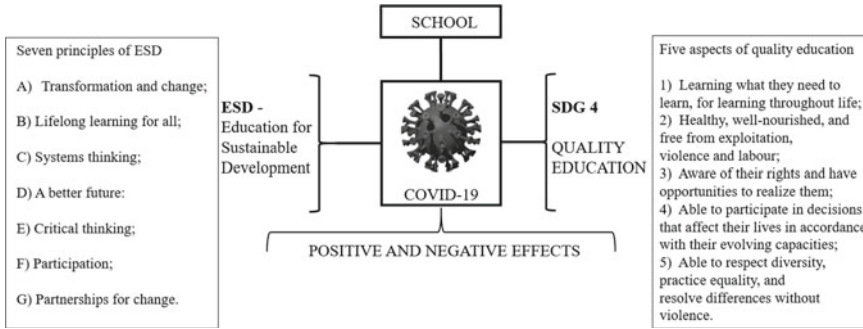 SCHOOL
Seven principles of ESD
A) Transformation and change;
B) Lifelong learning for all;
C) Systems thinking;
D) A better future:
E) Critical thinking;
F) Participation;
G) Partnerships for change.
ESD -
Education for
Sustainable
Development
COVID-19
SDG 4
QUALITY
EDUCATION
POSITIVE AND NEGATIVE EFFECTS
Five aspects of quality education
1) Learning what they need to
learn, for learning throughout life;
2) Healthy, well-nourished, and
free from exploitation,
violence and labour;
3) Aware of their rights and have
opportunities to realize them;
4) Able to participate in decisions
that affect their lives in accordance
with their evolving capacities;
5) Able to respect diversity,
practice equality, and
resolve differences without
violence.